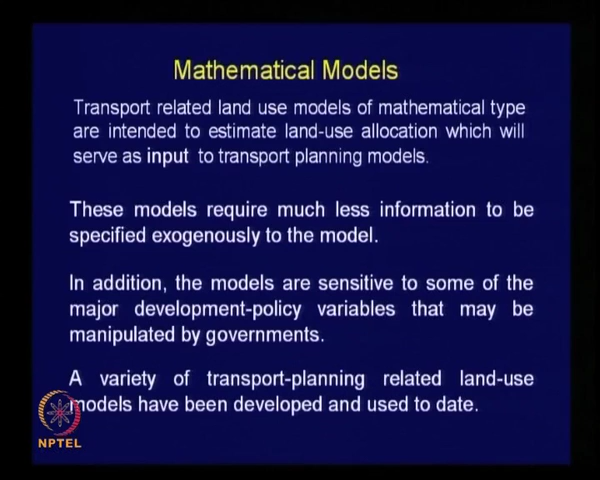 Mathematical Models
Transport related land use models of mathematical type
are intended to estimate land-use allocation which will
serve as input to transport planning models.
These models require much less information to be
specified exogenously to the model.
In addition, the models are sensitive to some of the
major development-policy variables that may be
manipulated by governments.
A variety of transport-planning related land-use
models have been developed and used to date.
NPTEL